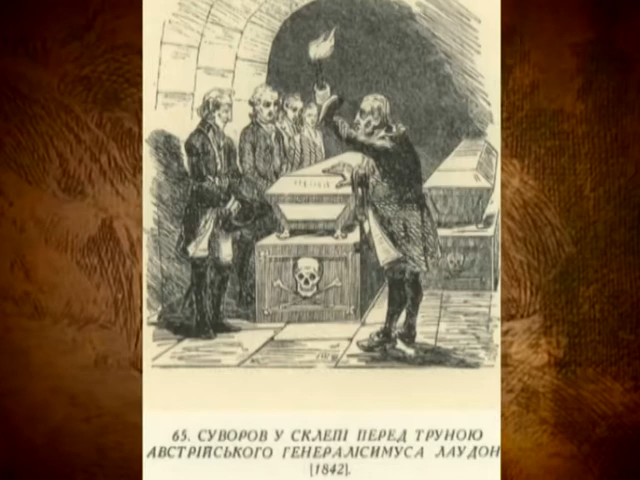 65. СУВОРОВ У СКЛЕПІ ПЕРЕД ТРУНОЮ
АВСТРІЙСЬКОГО ГЕНЕРАЛІСИМУСА ЛАУДОН
[1842].